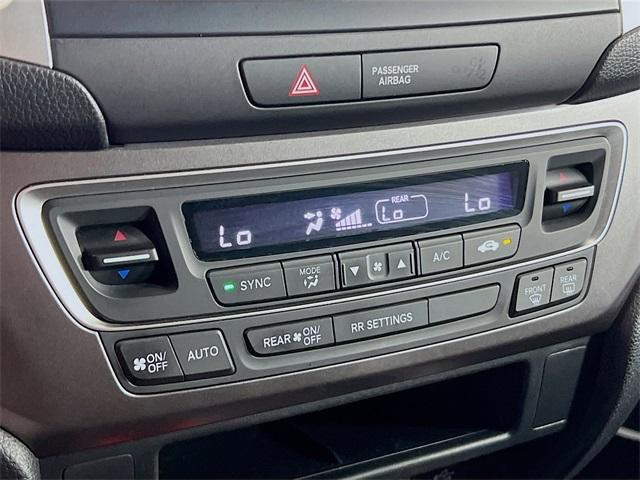 PASSENGER
AIRBAG
REAR
Lo
Lo
Lo
SYNC
MODE
A/C
FRONT
REAR
ON/
OFF
AUTO
REAR ON/
OFF
RR SETTINGS